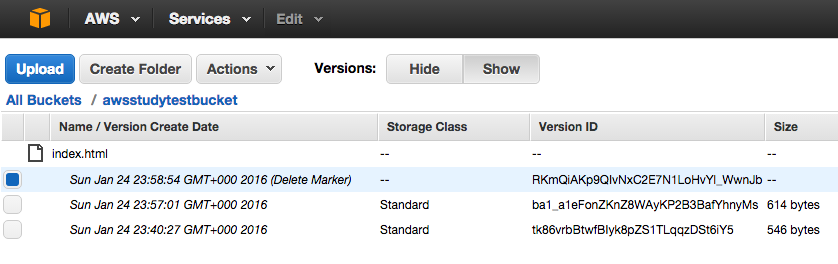 AWS Services Edit
Upload Create Folder Actions Versions: Hide Show
All Buckets / awsstudytestbucket
Name / Version Create Date Storage Class Version ID Size
index.html -- -- --
Sun Jan 24 23:58:54 GMT+000 2016 (Delete Marker) -- RKmQiAKp9QIvNxC2E7N1LoHvYl_WwnJb --
Sun Jan 24 23:57:01 GMT+000 2016 Standard ba1_a1eFonZKnZ8WAyKP2B3BafYhnyMs 614 bytes
Sun Jan 24 23:40:27 GMT+000 2016 Standard tk86vrbBtwfBIyk8pZS1TLqqzDSt6iY5 546 bytes